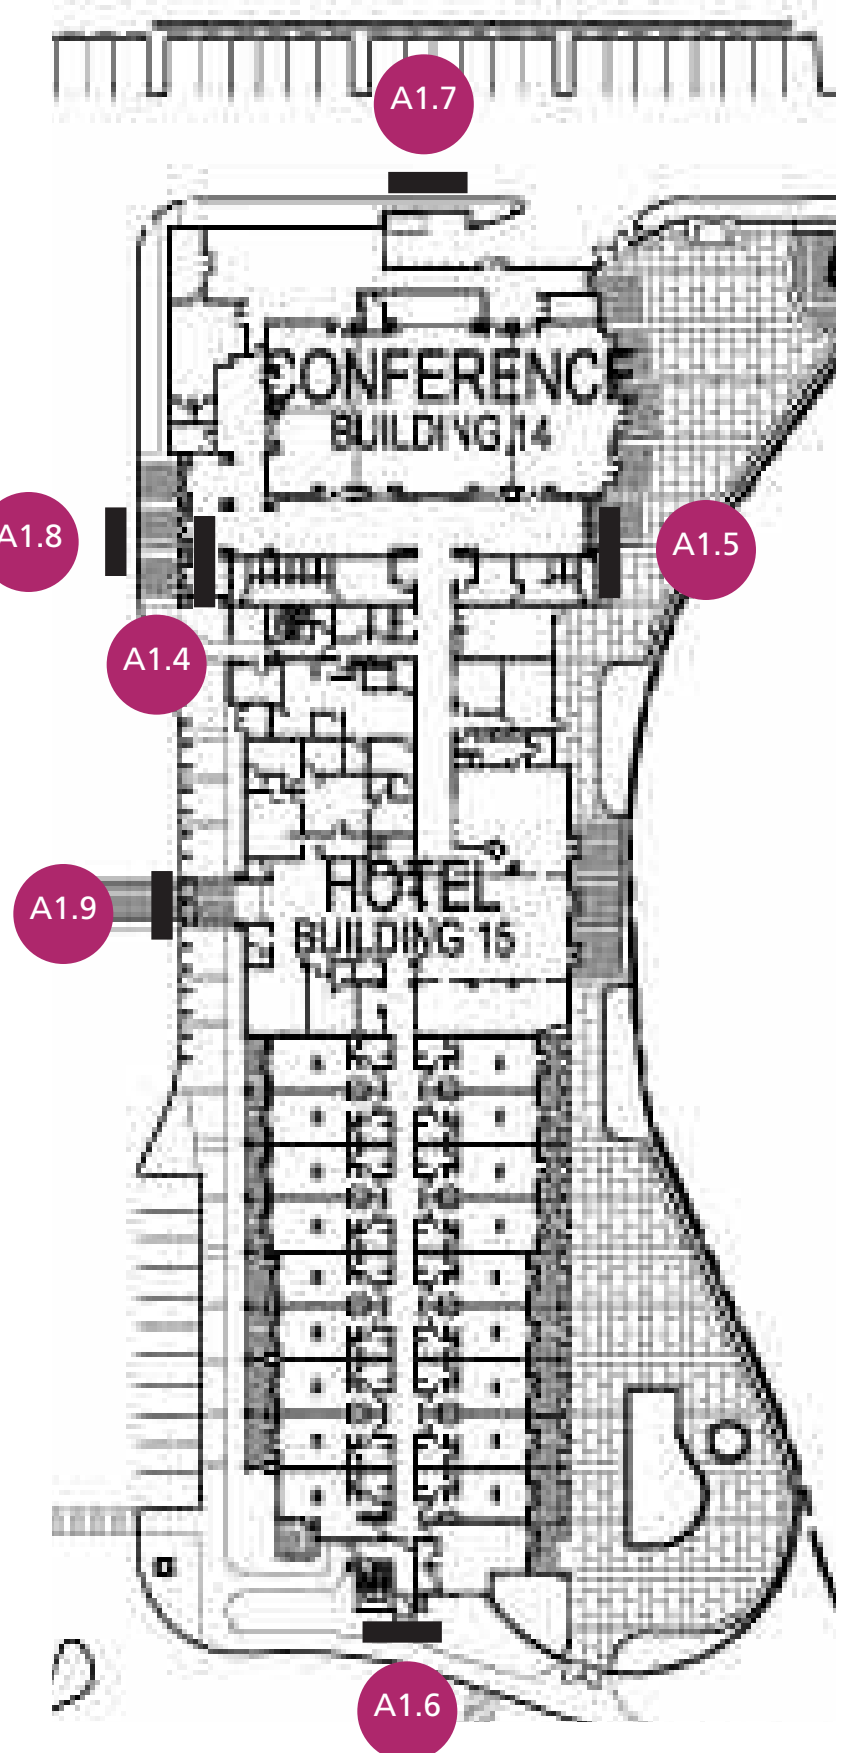 A1.7
CONFERENCE
BUILDING 14
A1.8
A1.5
A1.4
HOTEL
BUILDING 15
A1.9
A1.6